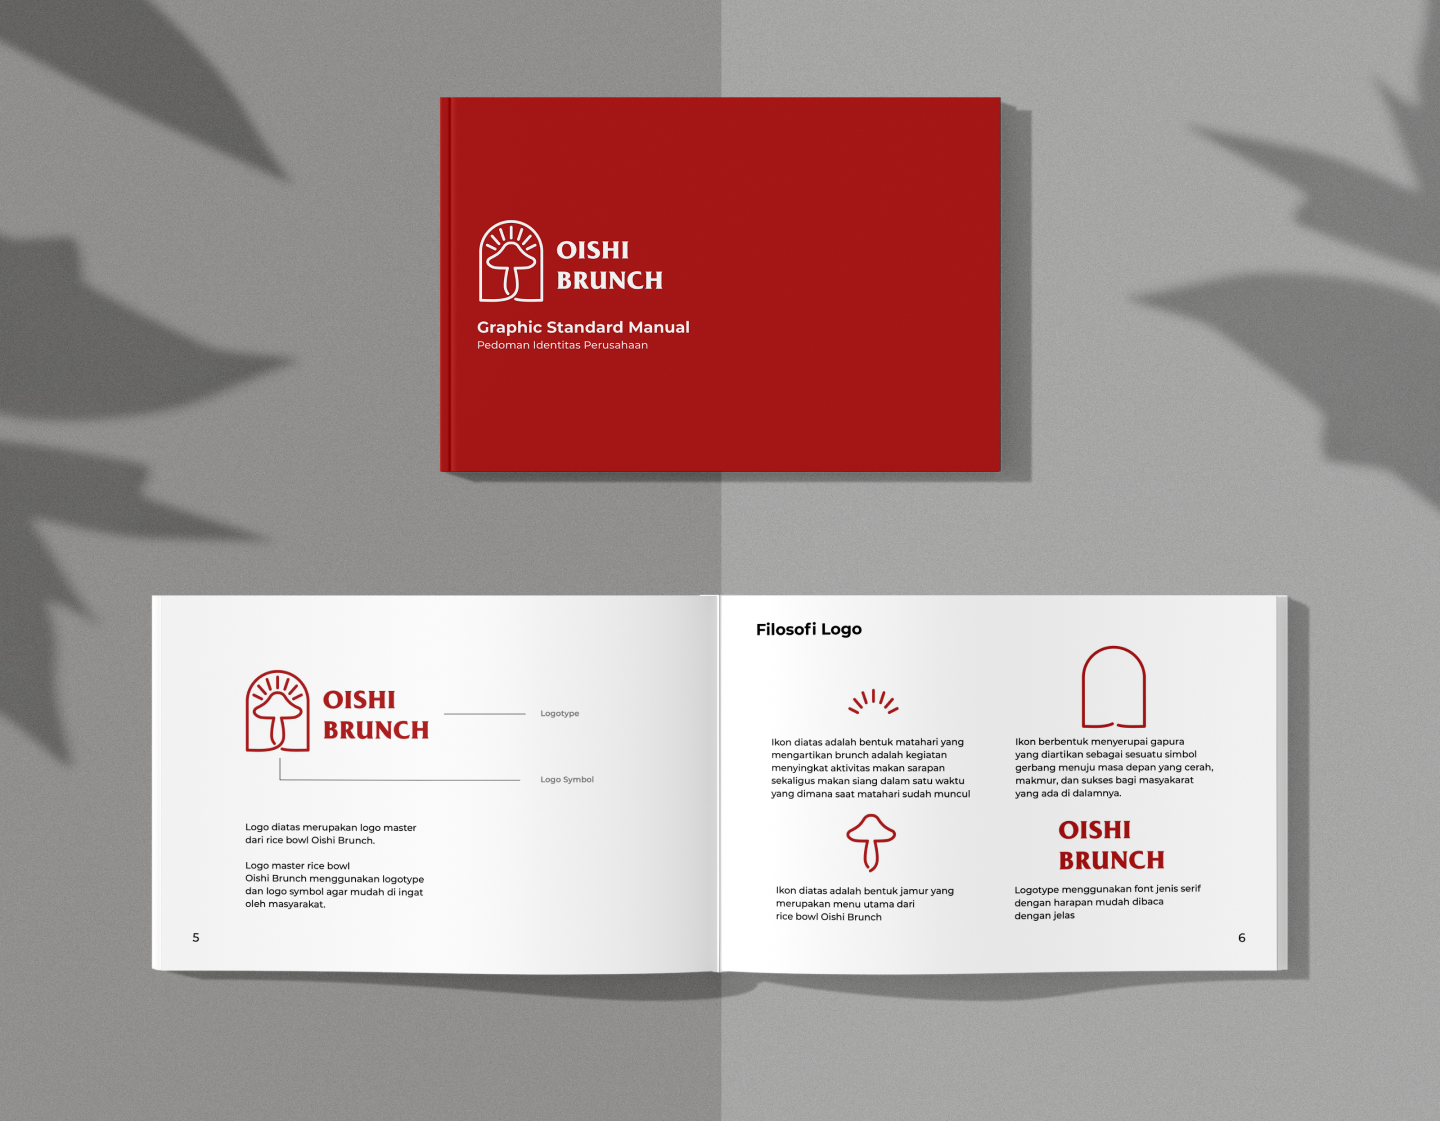 OISHI
BRUNCH
Graphic Standard Manual
Pedoman Identitas Perusahaan
OISHI
BRUNCH
Logotype
Logo Symbol
Logo diatas merupakan logo master
dari rice bowl Oishi Brunch.
Logo master rice bowl
Oishi Brunch menggunakan logotype
dan logo symbol agar mudah di ingat
oleh masyarakat.
5
Filosofi Logo
Ikon diatas adalah bentuk matahari yang
mengartikan brunch adalah kegiatan
menyingkat aktivitas makan sarapan
sekaligus makan siang dalam satu waktu
yang dimana saat matahari sudah muncul
Ikon berbentuk menyerupai gapura
yang diartikan sebagai sesuatu simbol
gerbang menuju masa depan yang cerah,
makmur, dan sukses bagi masyakarat
yang ada di dalamnya.
Ikon diatas adalah bentuk jamur yang
merupakan menu utama dari
rice bowl Oishi Brunch
OISHI
BRUNCH
Logotype menggunakan font jenis serif
dengan harapan mudah dibaca
dengan jelas
6